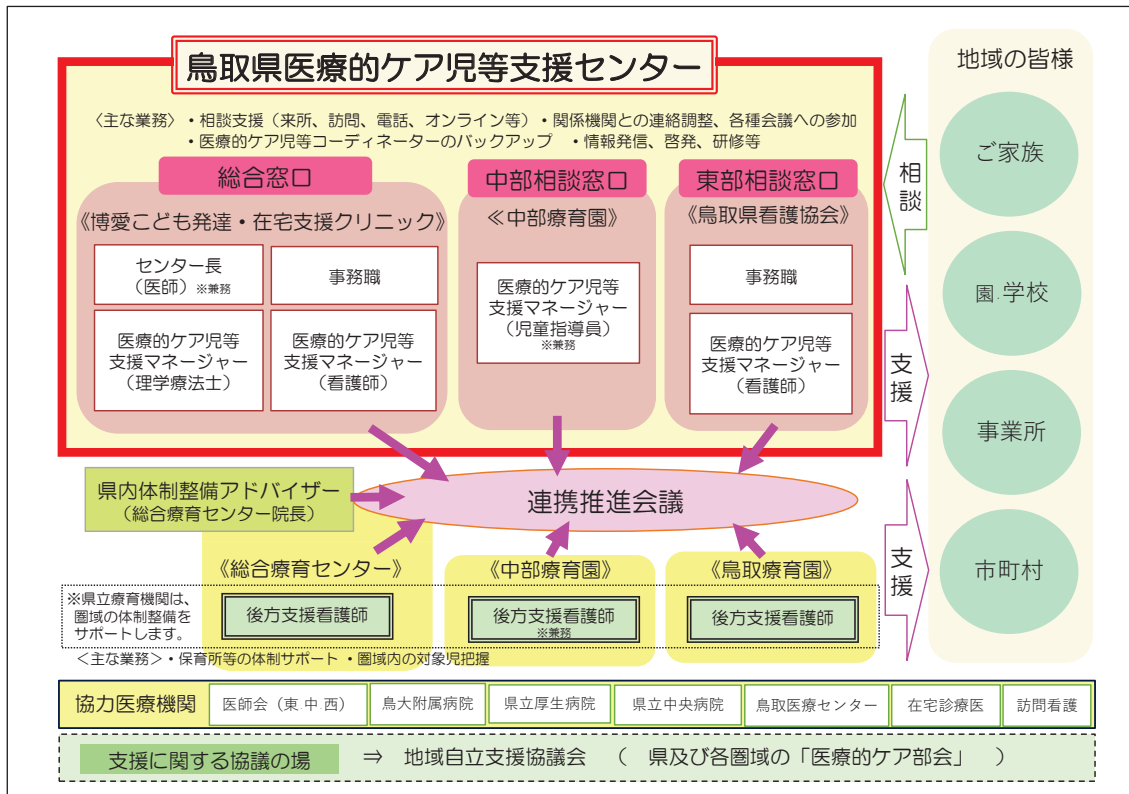 鳥取県医療的ケア児等支援センター
〈主な業務〉・相談支援（来所、訪問、電話、オンライン等）・関係機関との連絡調整、各種会議への参加
・医療的ケア児等コーディネーターのバックアップ　・情報発信、啓発、研修等
総合窓口
《博愛こども発達・在宅支援クリニック》
センター長
（医師）※兼務
事務職
医療的ケア児等
支援マネージャー
（理学療法士）
医療的ケア児等
支援マネージャー
（看護師）
中部相談窓口
≪中部療育園》
医療的ケア児等
支援マネージャー
（児童指導員）
※兼務
東部相談窓口
《鳥取県看護協会》
事務職
医療的ケア児等
支援マネージャー
（看護師）
相談
支援
支援
地域の皆様
ご家族
園.学校
事業所
市町村
県内体制整備アドバイザー
（総合療育センター院長）
連携推進会議
《総合療育センター》
後方支援看護師
《中部療育園》
後方支援看護師
※兼務
《鳥取療育園》
後方支援看護師
※県立療育機関は、
圏域の体制整備を
サポートします。
＜主な業務＞・保育所等の体制サポート ・圏域内の対象児把握
協力医療機関
医師会（東.中.西）
鳥大附属病院
県立厚生病院
県立中央病院
鳥取医療センター
在宅診療医
訪問看護
支援に関する協議の場　⇒　地域自立支援協議会　（　県及び各圏域の「医療的ケア部会」　）